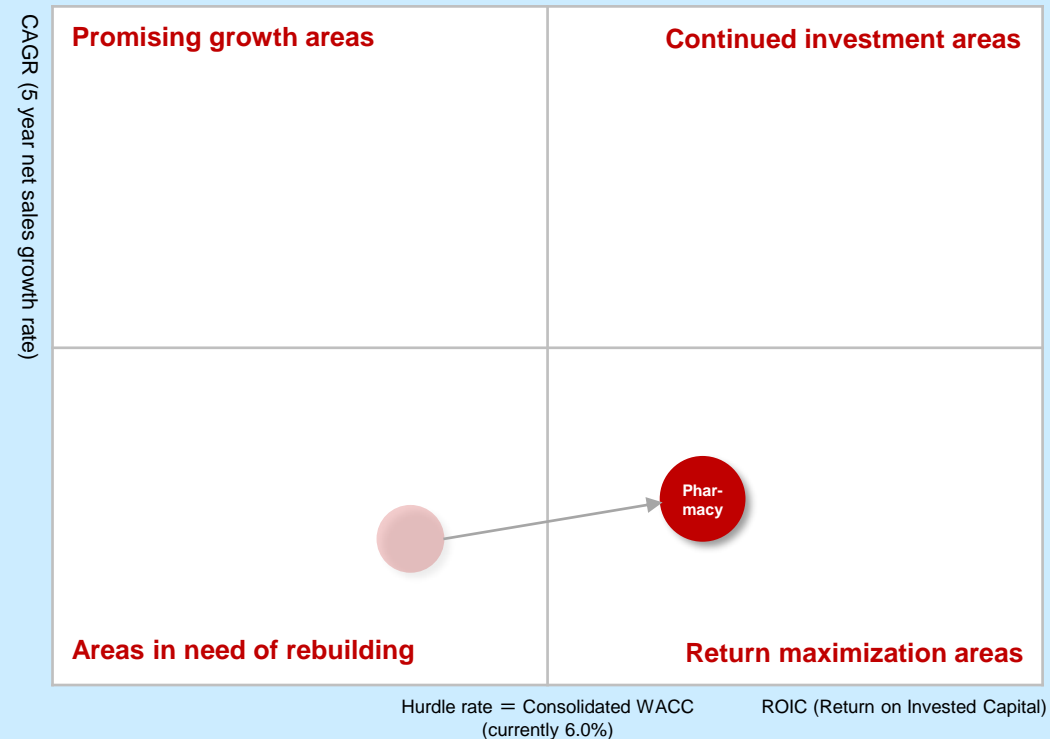 CAGR (5 year net sales growth rate)
Promising growth areas
Continued investment areas
Phar-
macy
Areas in need of rebuilding
Return maximization areas
Hurdle rate ＝ Consolidated WACC
(currently 6.0%)
ROIC (Return on Invested Capital)